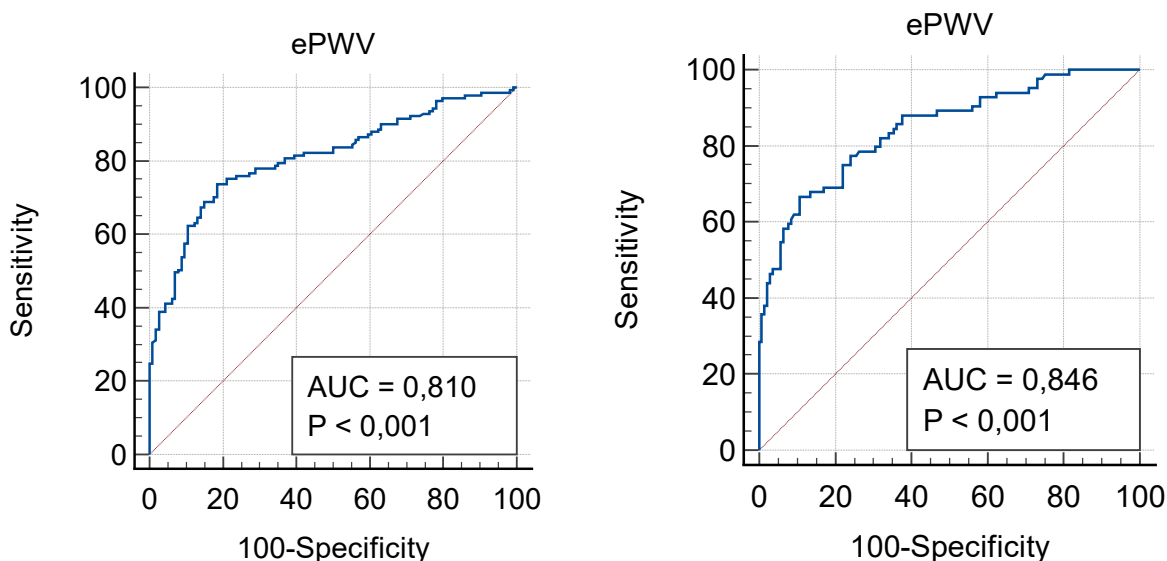 ePWV
100
80
60
40
20
0
Sensitivity
AUC = 0,810
P < 0,001
0 20 40 60 80 100
100-Specificity
ePWV
100
80
60
40
20
0
Sensitivity
AUC = 0,846
P < 0,001
0 20 40 60 80 100
100-Specificity